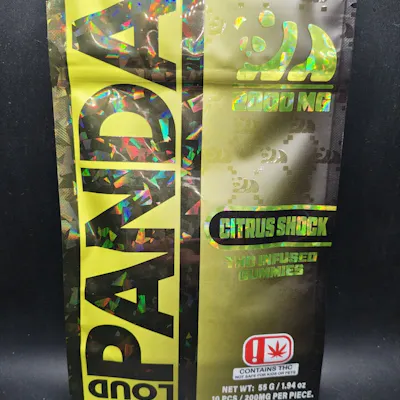 LOUD
PANDA
2000 MG
CITRUS SHOCK
THC INFUSED
GUMMIES
!
CONTAINS THC
NOT SAFE FOR KIDS OR PETS
NET WT: 55 G / 1.94 oz
10 PCS / 200MG PER PIECE.